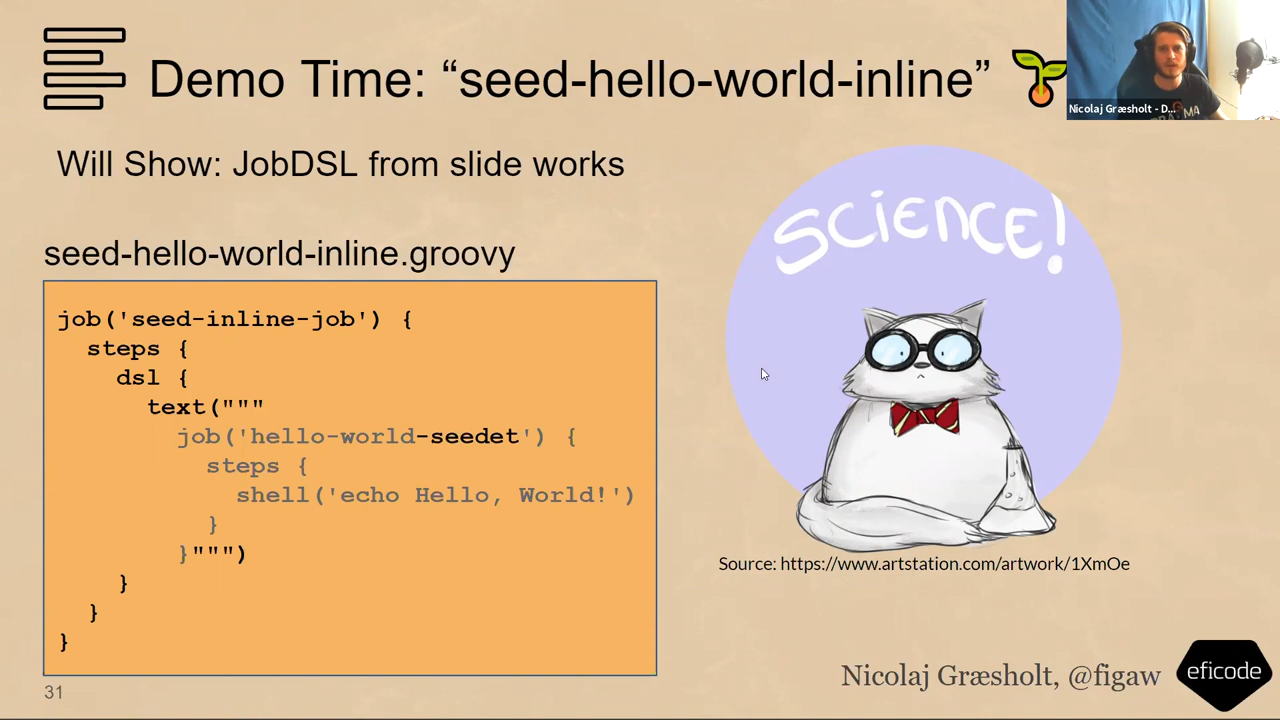 Demo Time: “seed-hello-world-inline”
Nicolaj Græsholt - D...
Will Show: JobDSL from slide works
SCIENCE!
seed-hello-world-inline.groovy
job('seed-inline-job') {
steps {
dsl {
text("""
job('hello-world-seedet') {
steps {
shell('echo Hello, World!')
}
}""")
}
}
}
Source: https://www.artstation.com/artwork/1XmOe
Nicolaj Græsholt, @figaw
eficode
31